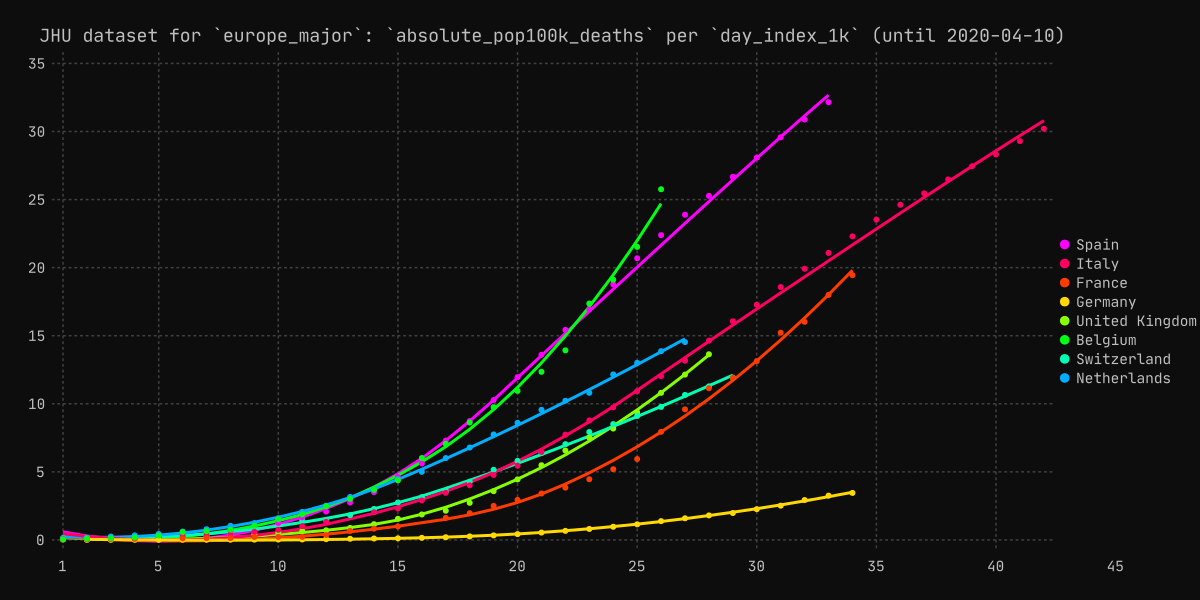 JHU dataset for `europe_major`: `absolute_pop100k_deaths` per `day_index_1k` (until 2020-04-10)
35
30
25
20
15
10
5
0
1 5 10 15 20 25 30 35 40 45
Spain
Italy
France
Germany
United Kingdom
Belgium
Switzerland
Netherlands